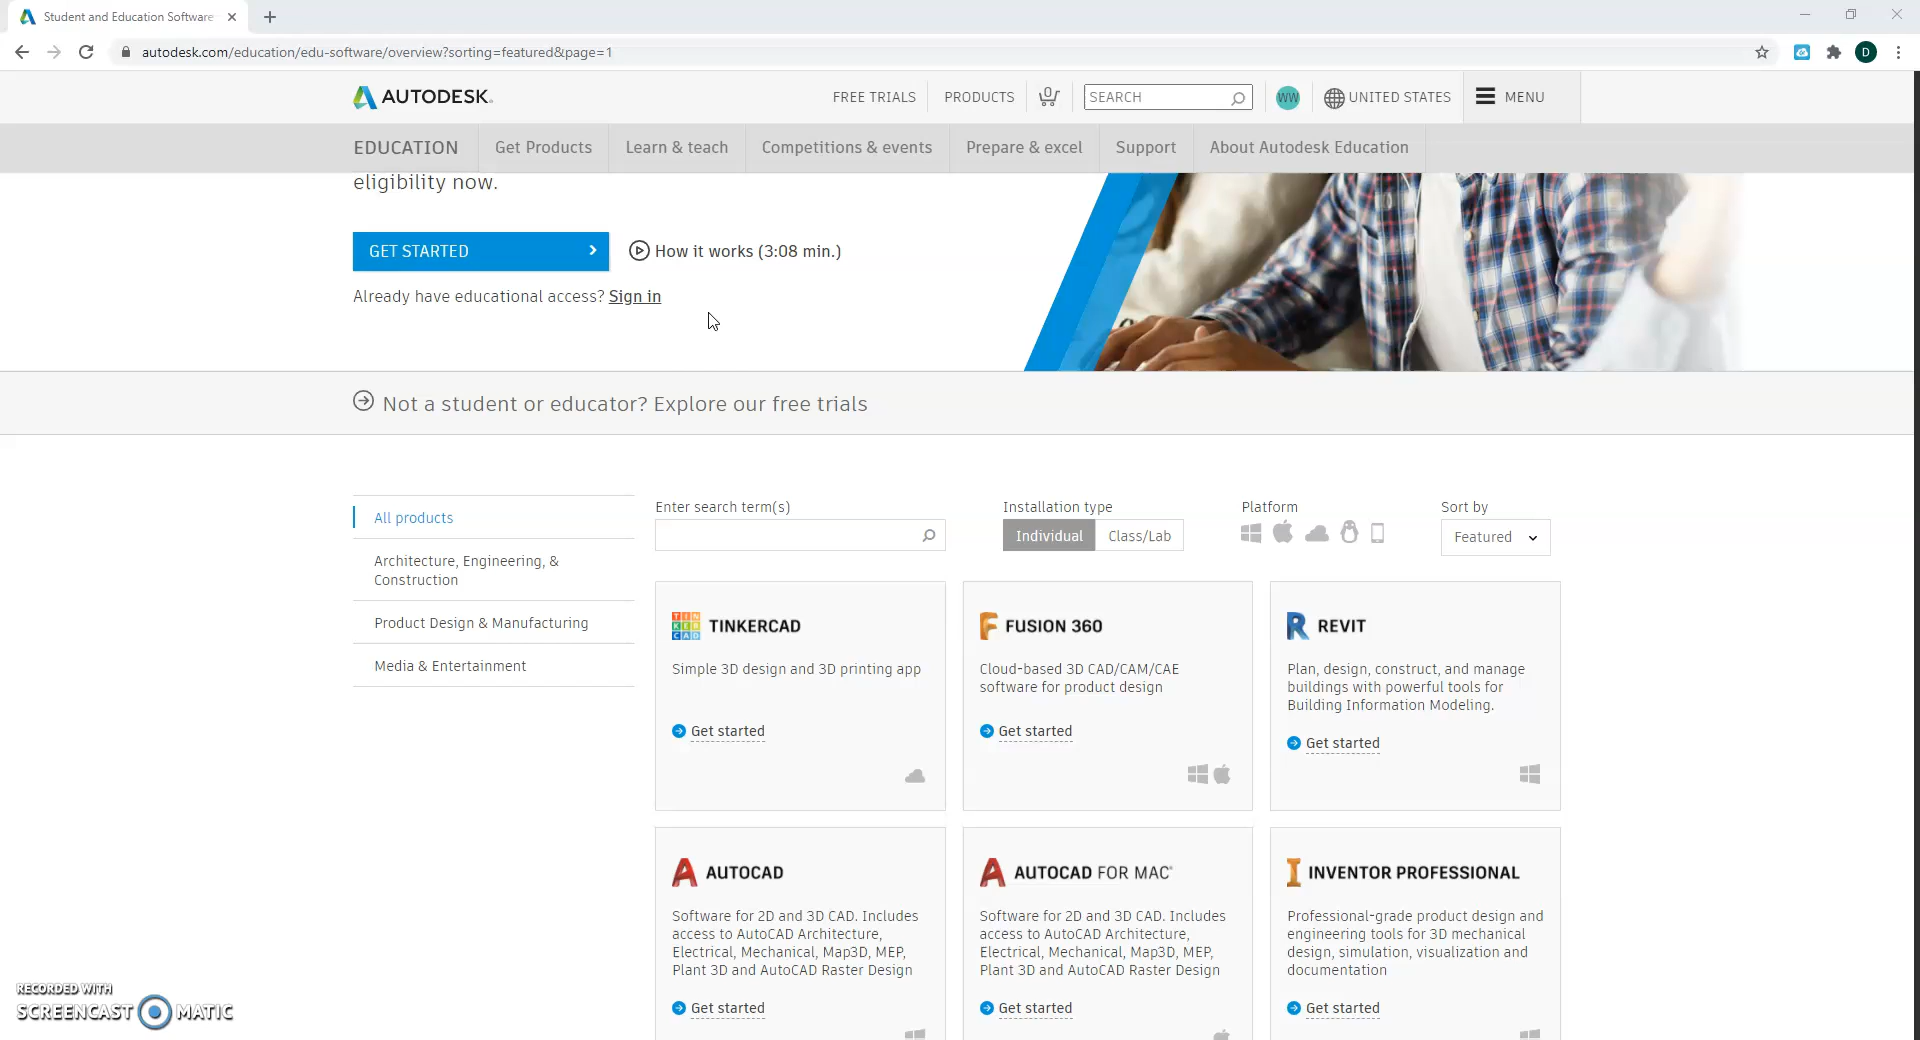 Student and Education Software
autodesk.com/education/edu-software/overview?sorting=featured&page=1
D
AUTODESK.
FREE TRIALS
PRODUCTS
0
SEARCH
WW
UNITED STATES
MENU
EDUCATION
Get Products
Learn & teach
Competitions & events
Prepare & excel
Support
About Autodesk Education
eligibility now.
GET STARTED
How it works (3:08 min.)
Already have educational access? Sign in
Not a student or educator? Explore our free trials
All products
Architecture, Engineering, &
Construction
Product Design & Manufacturing
Media & Entertainment
Enter search term(s)
Installation type
Individual
Class/Lab
Platform
Sort by
Featured
TIN
KER
CAD
TINKERCAD
Simple 3D design and 3D printing app
Get started
F FUSION 360
Cloud-based 3D CAD/CAM/CAE
software for product design
Get started
R REVIT
Plan, design, construct, and manage
buildings with powerful tools for
Building Information Modeling.
Get started
A AUTOCAD
Software for 2D and 3D CAD. Includes
access to AutoCAD Architecture,
Electrical, Mechanical, Map3D, MEP,
Plant 3D and AutoCAD Raster Design
Get started
A AUTOCAD FOR MAC®
Software for 2D and 3D CAD. Includes
access to AutoCAD Architecture,
Electrical, Mechanical, Map3D, MEP,
Plant 3D and AutoCAD Raster Design
Get started
I INVENTOR PROFESSIONAL
Professional-grade product design and
engineering tools for 3D mechanical
design, simulation, visualization and
documentation
Get started
RECORDED WITH
SCREENCAST MATIC